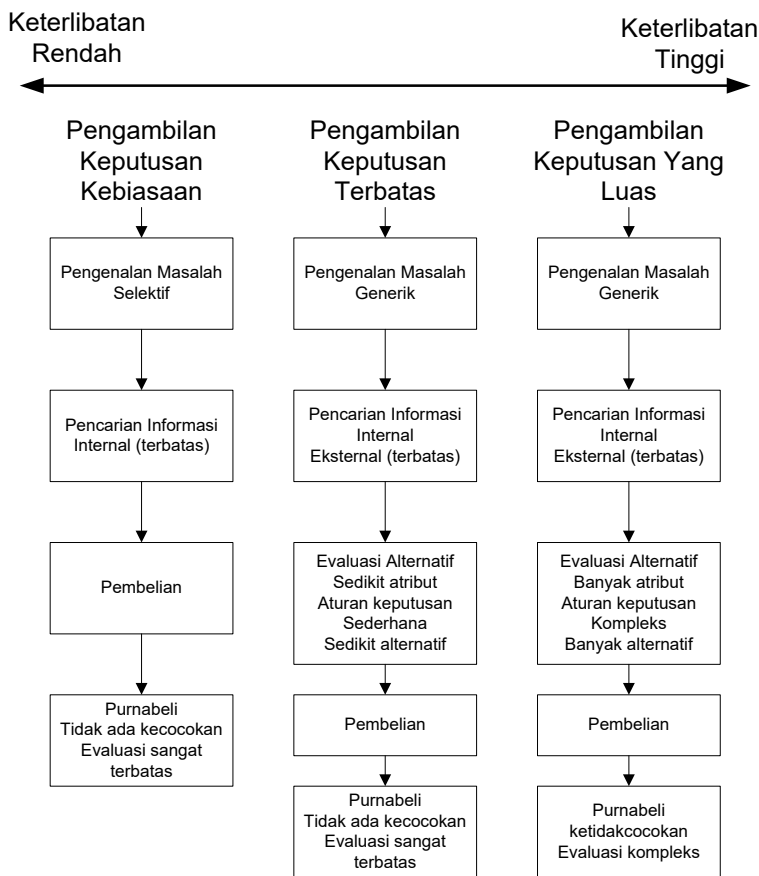 Keterlibatan
Rendah
Keterlibatan
Tinggi
Pengambilan
Keputusan
Kebiasaan
Pengenalan Masalah
Selektif
Pencarian Informasi
Internal (terbatas)
Pembelian
Purnabeli
Tidak ada kecocokan
Evaluasi sangat
terbatas
Pengambilan
Keputusan
Terbatas
Pengenalan Masalah
Generik
Pencarian Informasi
Internal
Eksternal (terbatas)
Evaluasi Alternatif
Sedikit atribut
Aturan keputusan
Sederhana
Sedikit alternatif
Pembelian
Purnabeli
Tidak ada kecocokan
Evaluasi sangat
terbatas
Pengambilan
Keputusan Yang
Luas
Pengenalan Masalah
Generik
Pencarian Informasi
Internal
Eksternal (terbatas)
Evaluasi Alternatif
Banyak atribut
Aturan keputusan
Kompleks
Banyak alternatif
Pembelian
Purnabeli
ketidakcocokan
Evaluasi kompleks